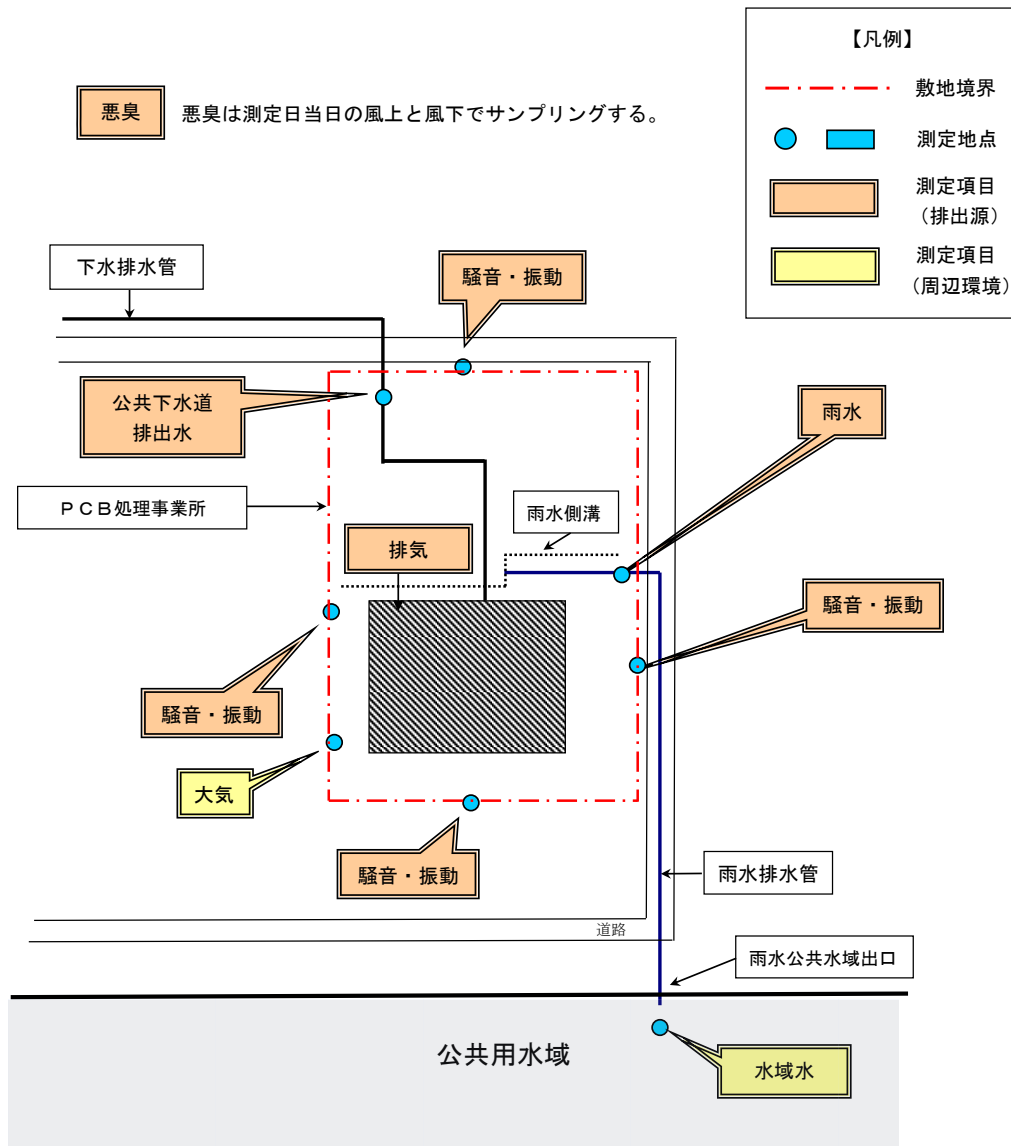 【凡例】
敷地境界
測定地点
測定項目
（排出源）
測定項目
（周辺環境）
悪臭
悪臭は測定日当日の風上と風下でサンプリングする。
下水排水管
騒音・振動
公共下水道
排出水
雨水
ＰＣＢ処理事業所
雨水側溝
排気
騒音・振動
騒音・振動
大気
騒音・振動
雨水排水管
道路
雨水公共水域出口
公共用水域
水域水